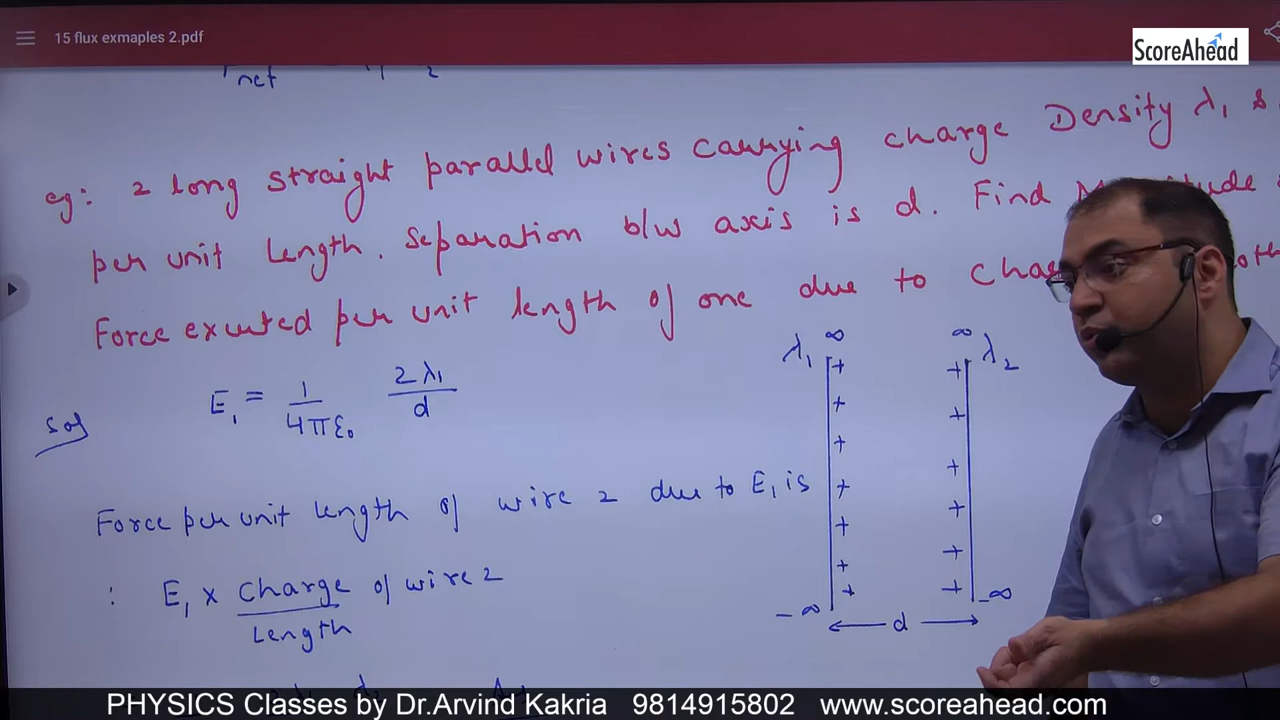 15 flux exmaples 2.pdf
ScoreAhead
net
eg: 2 long straight parallel wires carrying charge Density λ₁ &
per unit length. Separation b/w axis is d. Find
Force exerted per unit length of one due to
λ₁ ∞ ∞ λ₂
Sol E₁ = 1/4πε₀ 2λ₁/d
Force per unit length of wire 2 due to E₁ is
: E₁ x Charge/Length of wire 2
-∞ -∞
d
PHYSICS Classes by Dr.Arvind Kakria 9814915802 www.scoreahead.com